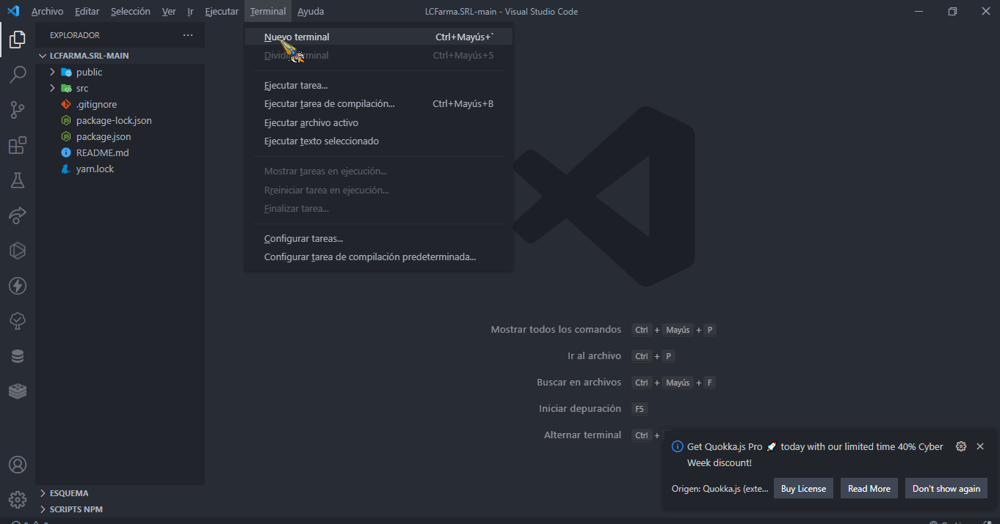 Archivo Editar Selección Ver Ir Ejecutar Terminal Ayuda LCFarma.SRL-main - Visual Studio Code
EXPLORADOR
LCFARMA.SRL-MAIN
public
src
.gitignore
package-lock.json
package.json
README.md
yarn.lock
ESQUEMA
SCRIPTS NPM
Nuevo terminal Ctrl+Mayús+`
Dividir terminal Ctrl+Mayús+5
Ejecutar tarea...
Ejecutar tarea de compilación... Ctrl+Mayús+B
Ejecutar archivo activo
Ejecutar texto seleccionado
Mostrar tareas en ejecución...
Rreiniciar tarea en ejecución...
Finalizar tarea...
Configurar tareas...
Configurar tarea de compilación predeterminada...
Mostrar todos los comandos Ctrl + Mayús + P
Ir al archivo Ctrl + P
Buscar en archivos Ctrl + Mayús + F
Iniciar depuración F5
Alternar terminal Ctrl +
Get Quokka.js Pro 🚀 today with our limited time 40% Cyber
Week discount!
Origen: Quokka.js (exte... Buy License Read More Don't show again